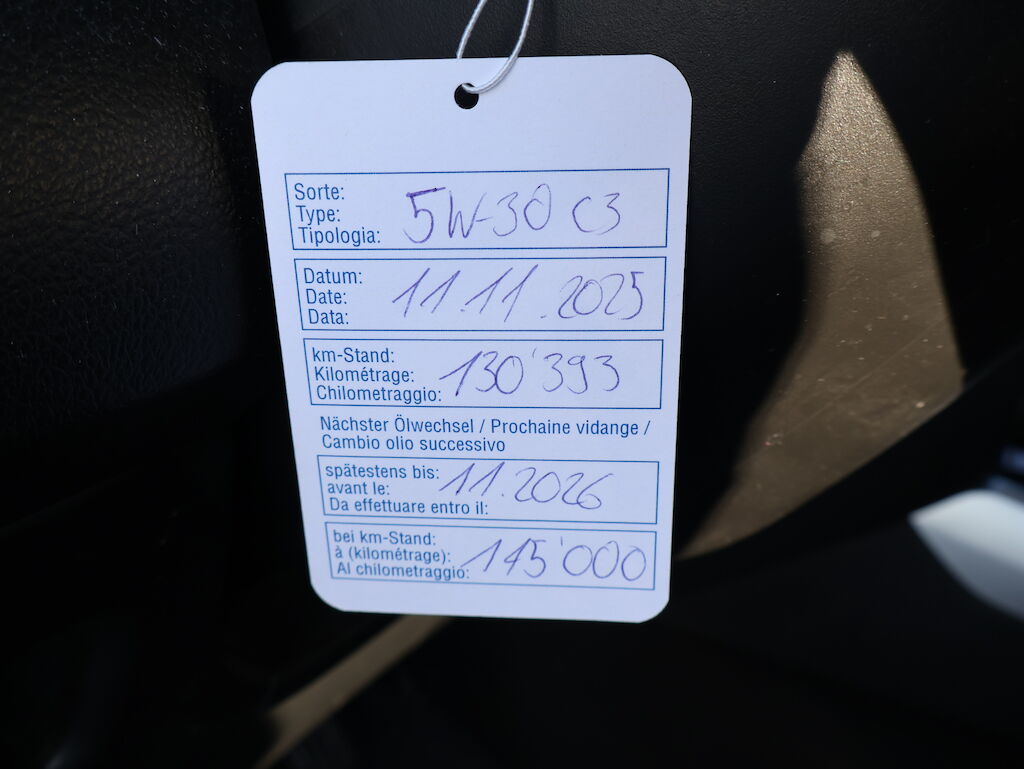 Sorte:
Type: 5W-30 C3
Tipologia:
Datum:
Date: 11.11.2025
Data:
km-Stand:
Kilométrage: 130'393
Chilometraggio:
Nächster Ölwechsel / Prochaine vidange /
Cambio olio successivo
spätestens bis: 11.2026
avant le:
Da effettuare entro il:
bei km-Stand:
à (kilométrage): 145'000
Al chilometraggio: